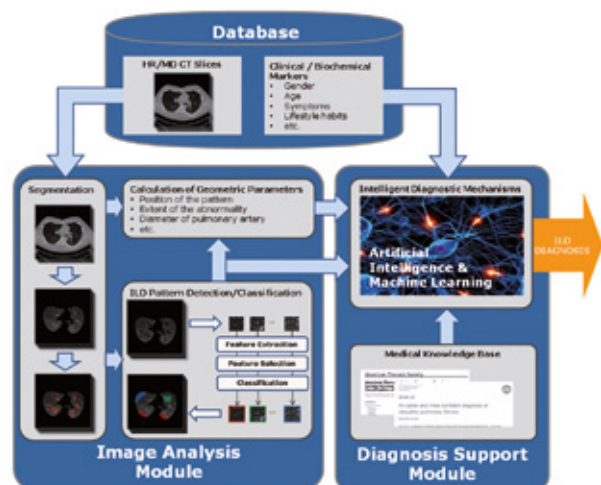 Database
HR/MD CT Slices
Clinical / Biochemical
Markers
• Gender
• Age
• Symptoms
• Lifestyle habits
• etc.
Segmentation
Calculation of Geometric Parameters
• Position of the pattern
• Extent of the abnormality
• Diameter of pulmonary artery
• etc.
Intelligent Diagnostic Mechanisms
Artificial
Intelligence &
Machine Learning
ILD
DIAGNOSIS
ILD Pattern Detection/Classification
Feature Extraction
Feature Selection
Classification
Medical Knowledge Base
American Thoracic Society
Image Analysis
Module
Diagnosis Support
Module